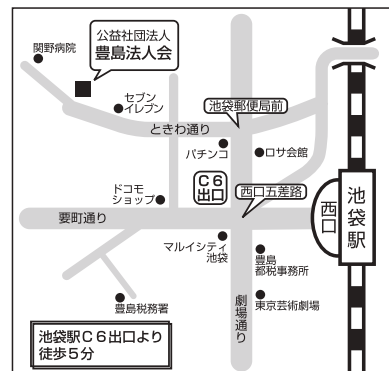 関野病院
公益社団法人
豊島法人会
セブン
イレブン
池袋郵便局前
ときわ通り
パチンコ
ロサ会館
C6
出口
西口五差路
ドコモ
ショップ
要町通り
西口
池袋駅
マルイシティ
池袋
豊島
都税事務所
豊島税務署
劇場通り
東京芸術劇場
池袋駅C6出口より
徒歩5分